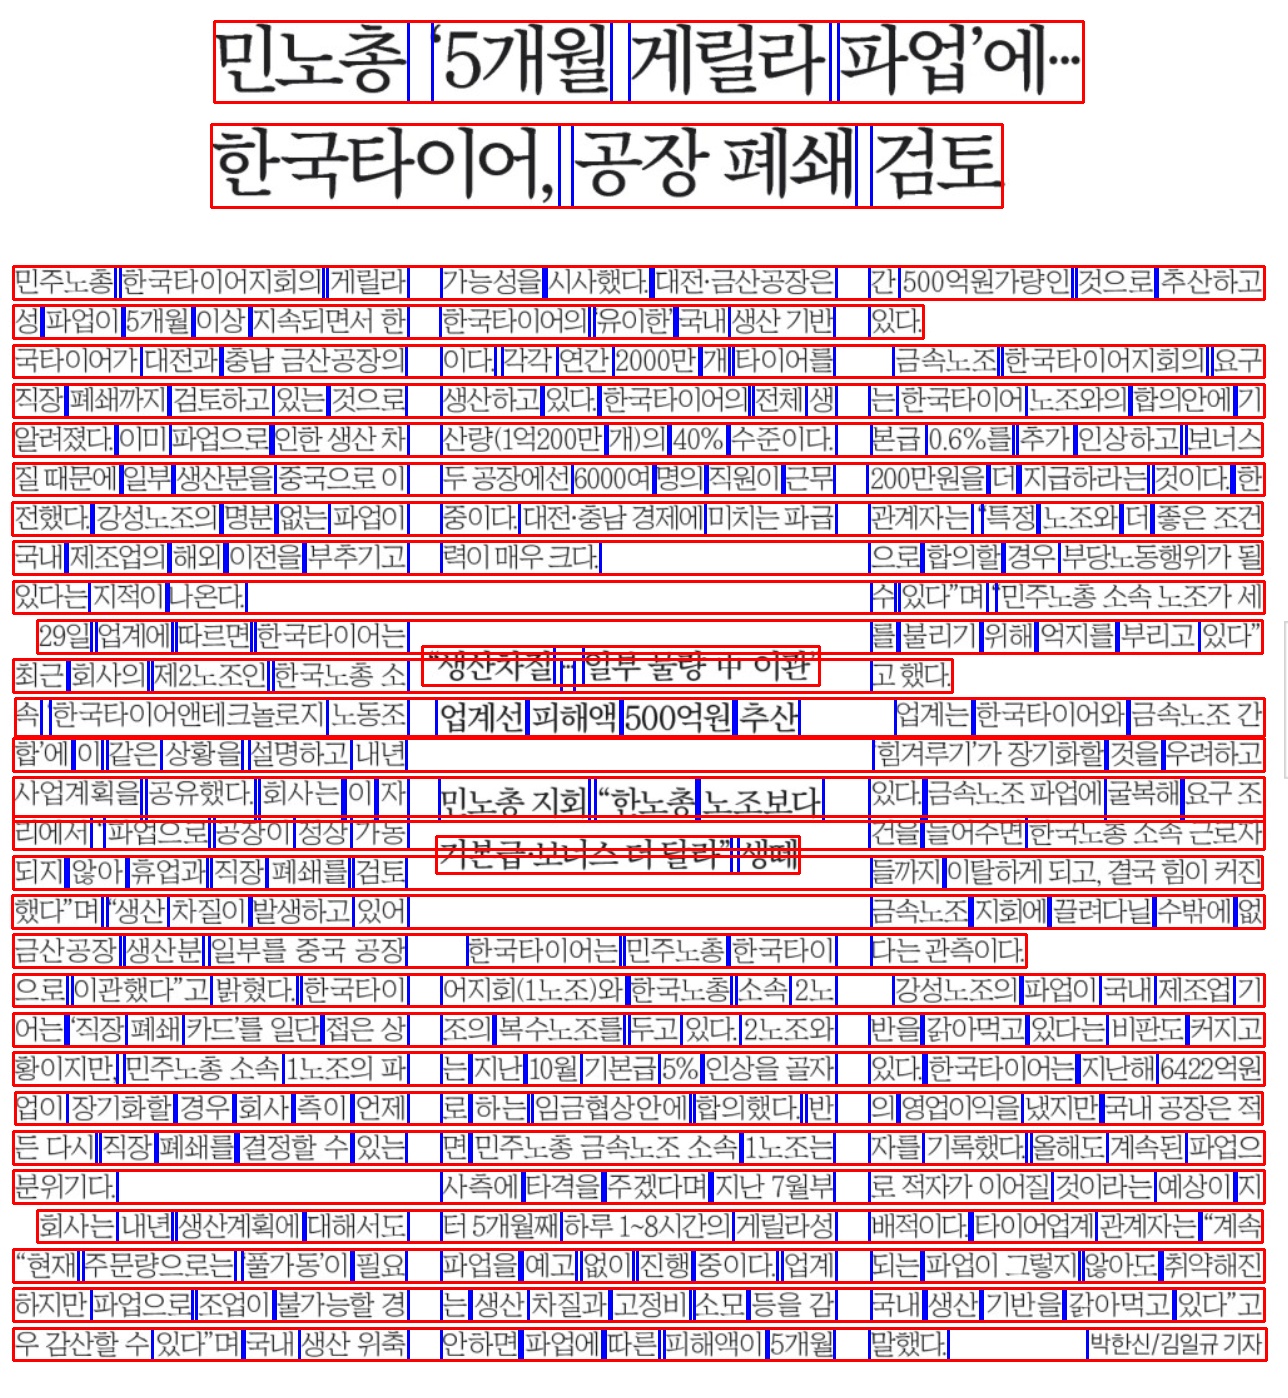 민노총 ‘5개월 게릴라 파업’에…
한국타이어, 공장 폐쇄 검토
민주노총 한국타이어지회의 게릴라
성 파업이 5개월 이상 지속되면서 한
국타이어가 대전과 충남 금산공장의
직장 폐쇄까지 검토하고 있는 것으로
알려졌다. 이미 파업으로 인한 생산 차
질 때문에 일부 생산분을 중국으로 이
전했다. 강성노조의 명분 없는 파업이
국내 제조업의 해외 이전을 부추기고
있다는 지적이 나온다.
29일 업계에 따르면 한국타이어는
최근 회사의 제2노조인 한국노총 소
속 ‘한국타이어앤테크놀로지 노동조
합’에 이 같은 상황을 설명하고 내년
사업계획을 공유했다. 회사는 이 자
리에서 “파업으로 공장이 정상 가동
되지 않아 휴업과 직장 폐쇄를 검토
했다”며 “생산 차질이 발생하고 있어
금산공장 생산분 일부를 중국 공장
으로 이관했다”고 밝혔다. 한국타이
어는 ‘직장 폐쇄 카드’를 일단 접은 상
황이지만, 민주노총 소속 1노조의 파
업이 장기화할 경우 회사 측이 언제
든 다시 직장 폐쇄를 결정할 수 있는
분위기다.
회사는 내년 생산계획에 대해서도
“현재 주문량으로는 ‘풀가동’이 필요
하지만 파업으로 조업이 불가능할 경
우 감산할 수 있다”며 국내 생산 위축
가능성을 시사했다. 대전·금산공장은
한국타이어의 ‘유이한’ 국내 생산 기반
이다. 각각 연간 2000만 개 타이어를
생산하고 있다. 한국타이어의 전체 생
산량(1억200만 개)의 40% 수준이다.
두 공장에선 6000여 명의 직원이 근무
중이다. 대전·충남 경제에 미치는 파급
력이 매우 크다.
“생산차질… 일부 물량 中 이관”
업계선 피해액 500억원 추산
민노총 지회 “한노총 노조보다
기본급·보너스 더 달라” 생떼
한국타이어는 민주노총 한국타이
어지회(1노조)와 한국노총 소속 2노
조의 복수노조를 두고 있다. 2노조와
는 지난 10월 기본급 5% 인상을 골자
로 하는 임금협상안에 합의했다. 반
면 민주노총 금속노조 소속 1노조는
사측에 타격을 주겠다며 지난 7월부
터 5개월째 하루 1~8시간의 게릴라성
파업을 예고 없이 진행 중이다. 업계
는 생산 차질과 고정비 소모 등을 감
안하면 파업에 따른 피해액이 5개월
간 500억원가량인 것으로 추산하고
있다.
금속노조 한국타이어지회의 요구
는 한국타이어 노조와의 합의안에 기
본급 0.6%를 추가 인상하고 보너스
200만원을 더 지급하라는 것이다. 한
관계자는 “특정 노조와 더 좋은 조건
으로 합의할 경우 부당노동행위가 될
수 있다”며 “민주노총 소속 노조가 세
를 불리기 위해 억지를 부리고 있다”
고 했다.
업계는 한국타이어와 금속노조 간
‘힘겨루기’가 장기화할 것을 우려하고
있다. 금속노조 파업에 굴복해 요구 조
건을 들어주면 한국노총 소속 근로자
들까지 이탈하게 되고, 결국 힘이 커진
금속노조 지회에 끌려다닐 수밖에 없
다는 관측이다.
강성노조의 파업이 국내 제조업 기
반을 갉아먹고 있다는 비판도 커지고
있다. 한국타이어는 지난해 6422억원
의 영업이익을 냈지만 국내 공장은 적
자를 기록했다. 올해도 계속된 파업으
로 적자가 이어질 것이라는 예상이 지
배적이다. 타이어업계 관계자는 “계속
되는 파업이 그렇지 않아도 취약해진
국내 생산 기반을 갉아먹고 있다”고
말했다.
박한신/김일규 기자